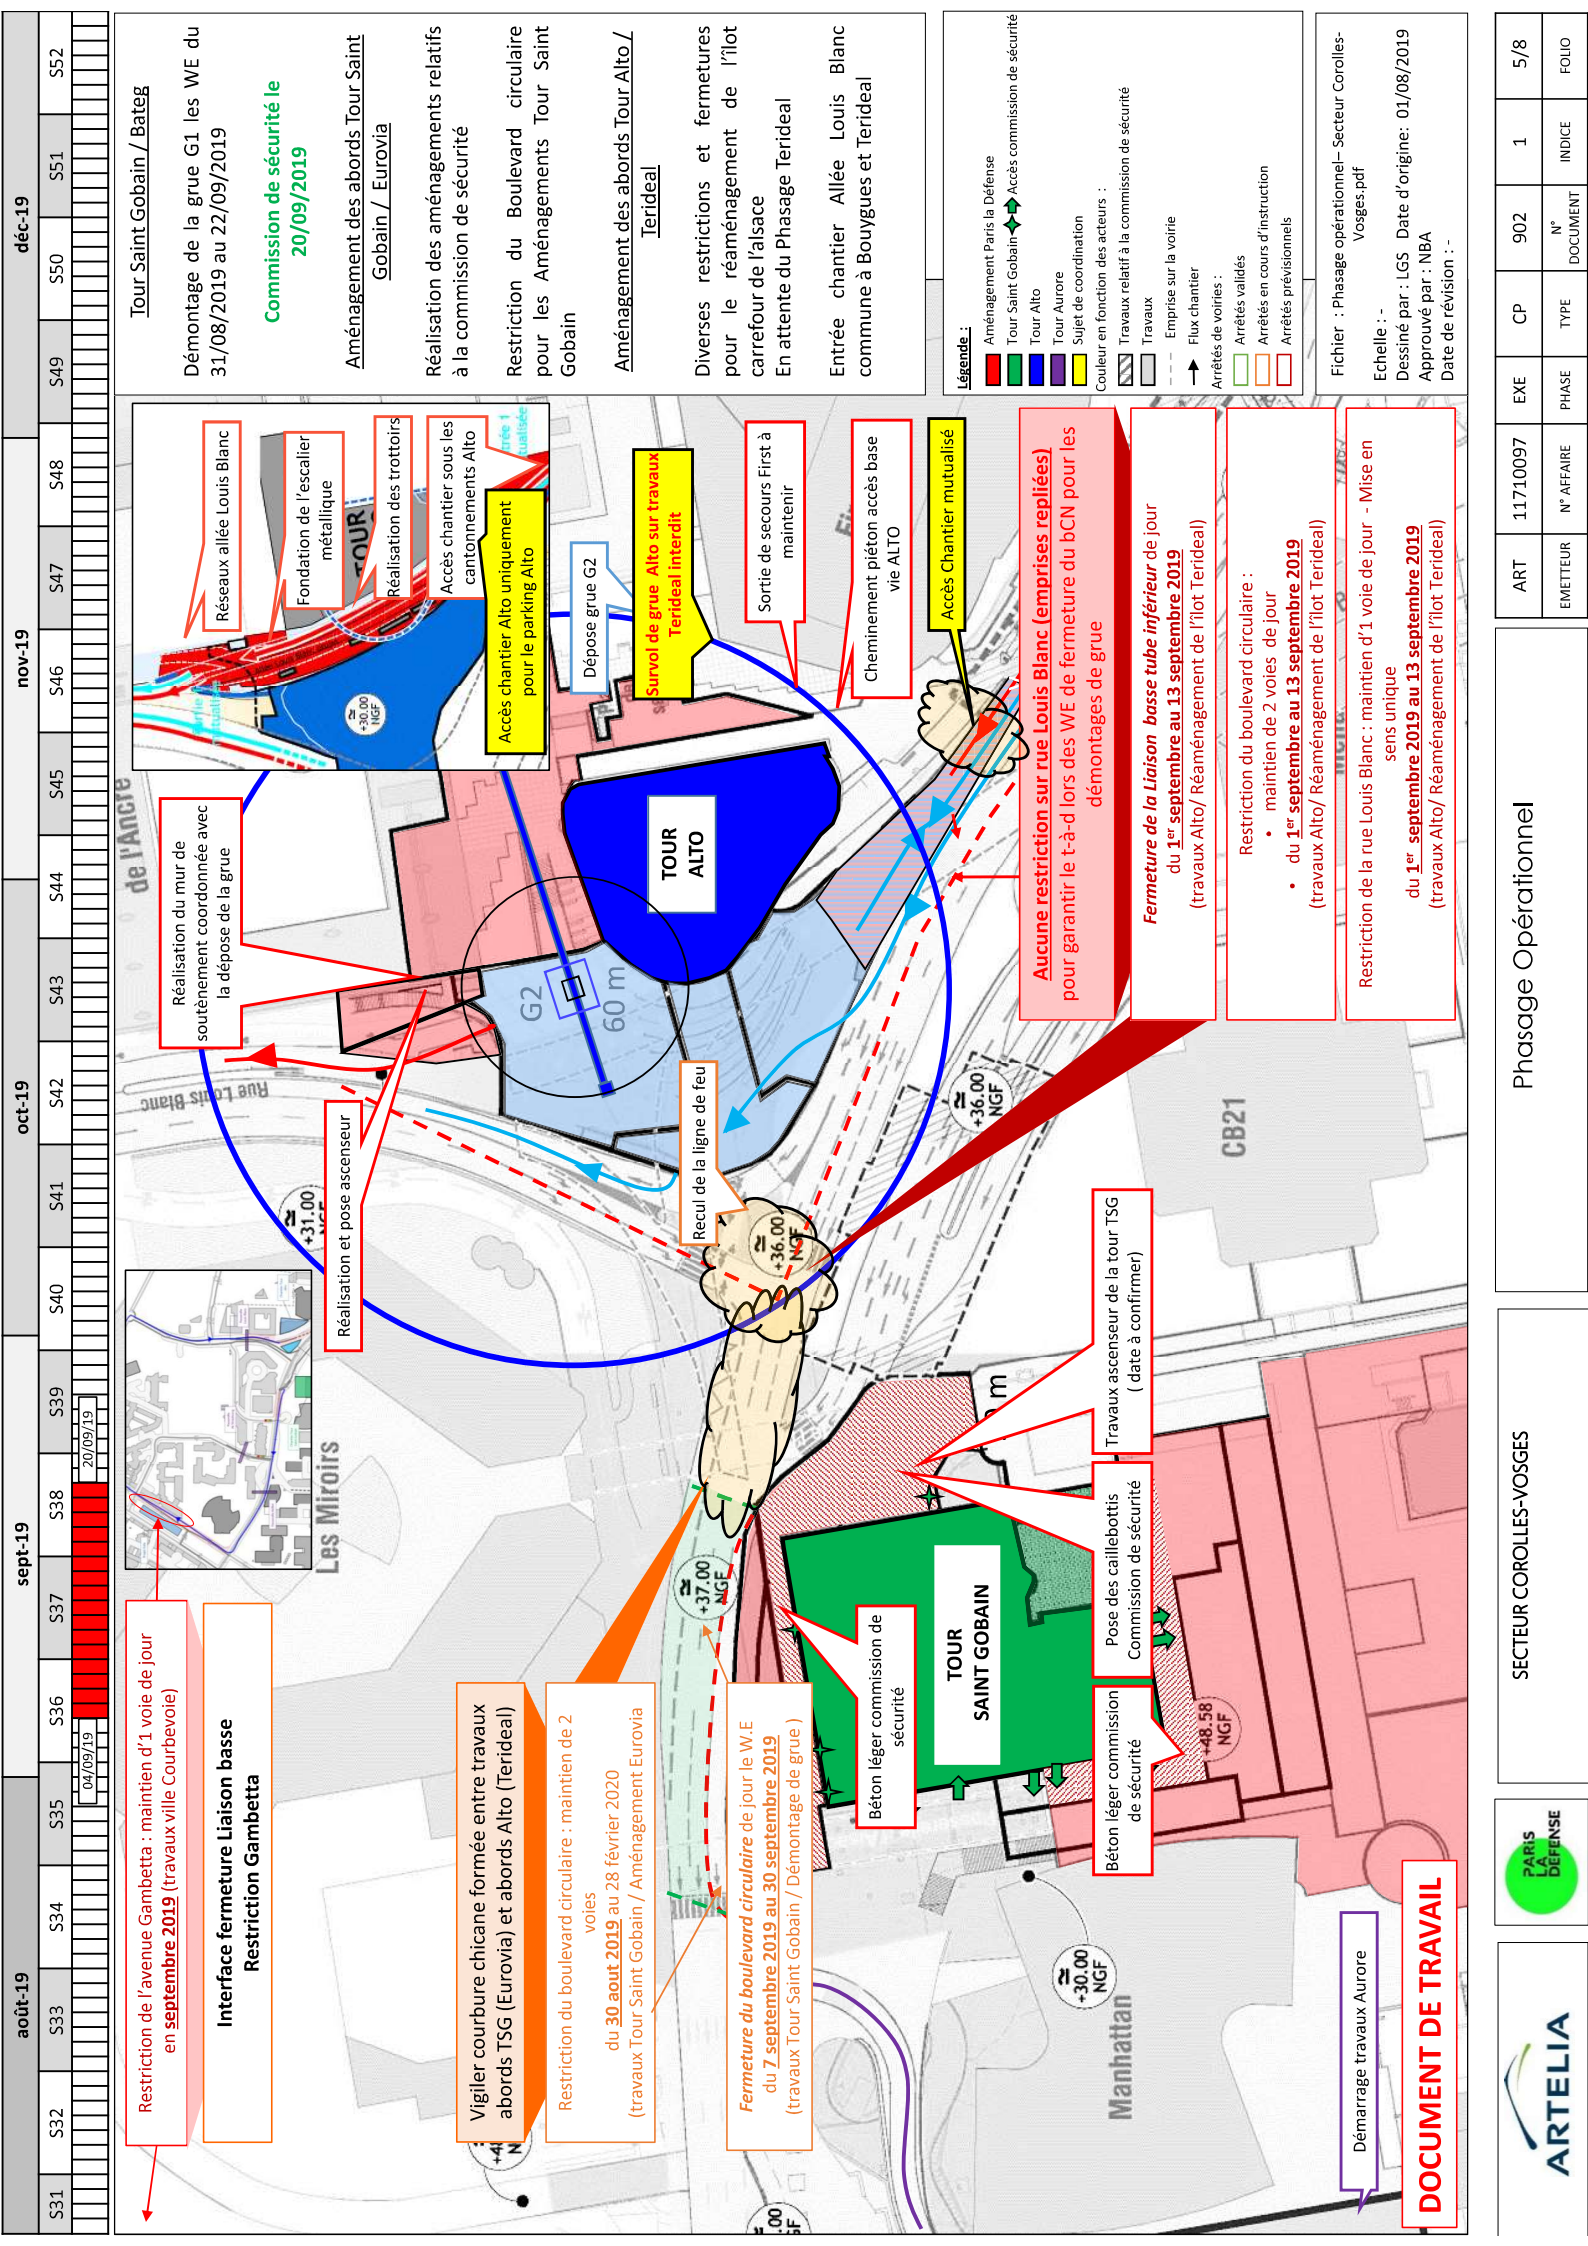 août-19
sept-19
oct-19
nov-19
déc-19
S31 S32 S33 S34 S35 S36 S37 S38 S39 S40 S41 S42 S43 S44 S45 S46 S47 S48 S49 S50 S51 S52
04/09/19
20/09/19
Restriction de l'avenue Gambetta : maintien d'1 voie de jour
en septembre 2019 (travaux ville Courbevoie)
Interface fermeture Liaison basse
Restriction Gambetta
Vigiler courbure chicane formée entre travaux
abords TSG (Eurovia) et abords Alto (Terideal)
Restriction du boulevard circulaire : maintien de 2
voies
du 30 aout 2019 au 28 février 2020
(travaux Tour Saint Gobain / Aménagement Eurovia
Fermeture du boulevard circulaire de jour le W.E
du 7 septembre 2019 au 30 septembre 2019
(travaux Tour Saint Gobain / Démontage de grue )
Les Miroirs
Rue Louis Blanc
de l'Ancre
Manhattan
CB21
≅
+31.00
NGF
≅
+36.00
NGF
≅
+36.00
NGF
≅
+37.00
NGF
+48.58
NGF
≅
+30.00
NGF
≅
+30.00
NGF
Réalisation et pose ascenseur
Réalisation du mur de
soutènement coordonnée avec
la dépose de la grue
Réseaux allée Louis Blanc
Fondation de l'escalier
métallique
TOUR
Réalisation des trottoirs
Accès chantier sous les
cantonnements Alto
Accès chantier Alto uniquement
pour le parking Alto
Dépose grue G2
Survol de grue Alto sur travaux
Terideal interdit
Sortie de secours First à
maintenir
Cheminement piéton accès base
vie ALTO
Accès Chantier mutualisé
G2
60 m
TOUR
ALTO
Recul de la ligne de feu
Travaux ascenseur de la tour TSG
( date à confirmer)
Pose des caillebottis
Commission de sécurité
Béton léger commission de
sécurité
Béton léger commission
de sécurité
TOUR
SAINT GOBAIN
Aucune restriction sur rue Louis Blanc (emprises repliées)
pour garantir le t-à-d lors des WE de fermeture du bCN pour les
démontages de grue
Fermeture de la Liaison basse tube inférieur de jour
du 1er septembre au 13 septembre 2019
(travaux Alto/ Réaménagement de l'îlot Terideal)
Restriction du boulevard circulaire :
• maintien de 2 voies de jour
• du 1er septembre au 13 septembre 2019
(travaux Alto/ Réaménagement de l'îlot Terideal)
Restriction de la rue Louis Blanc : maintien d'1 voie de jour - Mise en
sens unique
du 1er septembre 2019 au 13 septembre 2019
(travaux Alto/ Réaménagement de l'îlot Terideal)
Démarrage travaux Aurore
DOCUMENT DE TRAVAIL
Tour Saint Gobain / Bateg
Démontage de la grue G1 les WE du
31/08/2019 au 22/09/2019
Commission de sécurité le
20/09/2019
Aménagement des abords Tour Saint
Gobain / Eurovia
Réalisation des aménagements relatifs
à la commission de sécurité
Restriction du Boulevard circulaire
pour les Aménagements Tour Saint
Gobain
Aménagement des abords Tour Alto /
Terideal
Diverses restrictions et fermetures
pour le réaménagement de l'îlot
carrefour de l'alsace
En attente du Phasage Terideal
Entrée chantier Allée Louis Blanc
commune à Bouygues et Terideal
Légende :
Aménagement Paris la Défense
Tour Saint Gobain
Accès commission de sécurité
Tour Alto
Tour Aurore
Sujet de coordination
Couleur en fonction des acteurs :
Travaux relatif à la commission de sécurité
Travaux
Emprise sur la voirie
Flux chantier
Arrêtés de voiries :
Arrêtés validés
Arrêtés en cours d'instruction
Arrêtés prévisionnels
Fichier : Phasage opérationnel– Secteur Corolles-
Vosges.pdf
Echelle : -
Dessiné par : LGS Date d'origine: 01/08/2019
Approuvé par : NBA
Date de révision : -
ARTELIA
PARIS
LA
DEFENSE
SECTEUR COROLLES-VOSGES
Phasage Opérationnel
ART 11710097 EXE CP 902 1 5/8
EMETTEUR N° AFFAIRE PHASE TYPE N° DOCUMENT INDICE FOLIO